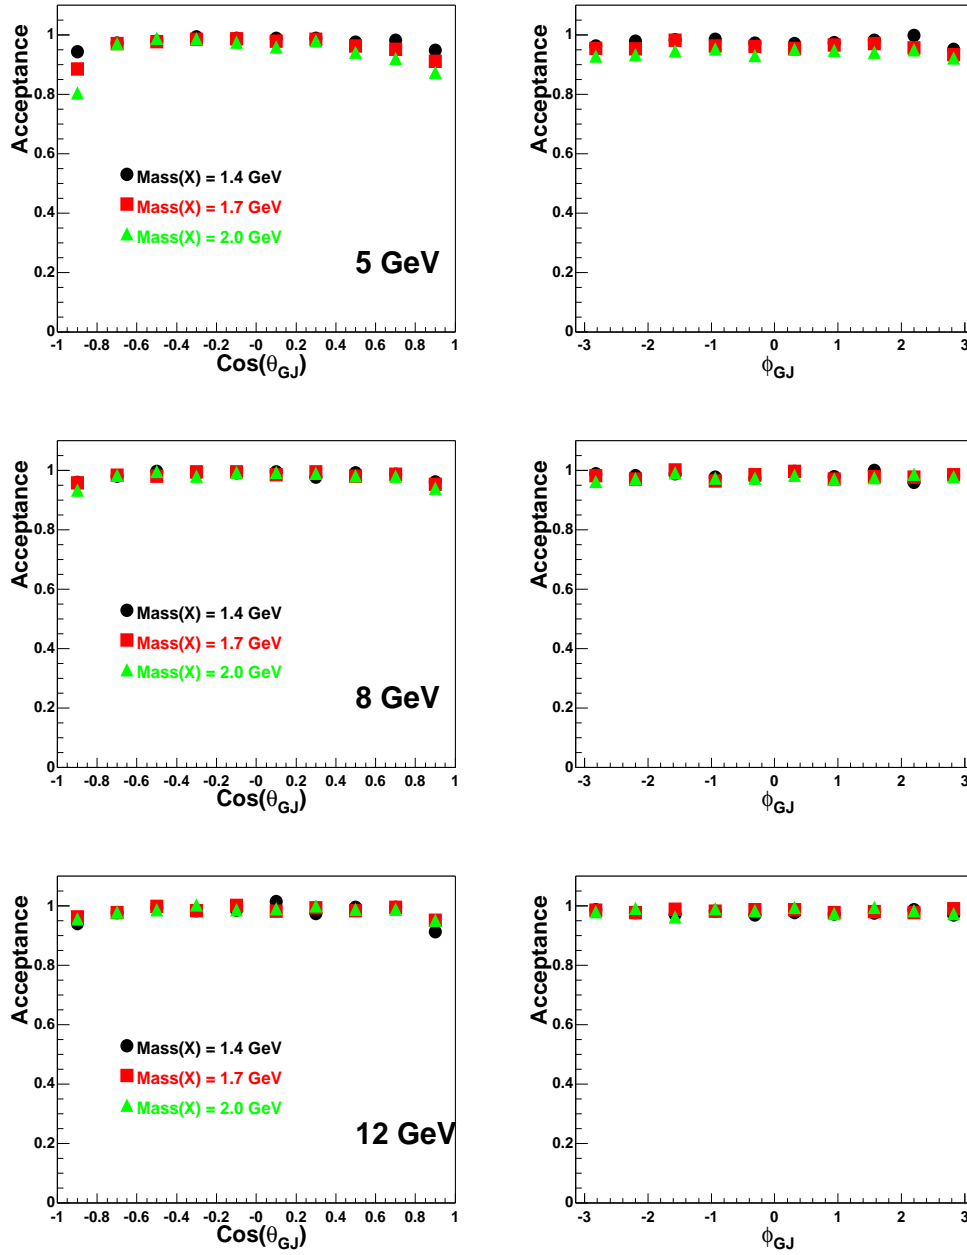 Acceptance
1
0.8
0.6
0.4
0.2
0
Mass(X) = 1.4 GeV
Mass(X) = 1.7 GeV
Mass(X) = 2.0 GeV
5 GeV
-1 -0.8 -0.6 -0.4 -0.2 -0 0.2 0.4 0.6 0.8 1
Cos(θGJ)
Acceptance
1
0.8
0.6
0.4
0.2
0
-3 -2 -1 0 1 2 3
ϕGJ
Acceptance
1
0.8
0.6
0.4
0.2
0
Mass(X) = 1.4 GeV
Mass(X) = 1.7 GeV
Mass(X) = 2.0 GeV
8 GeV
-1 -0.8 -0.6 -0.4 -0.2 -0 0.2 0.4 0.6 0.8 1
Cos(θGJ)
Acceptance
1
0.8
0.6
0.4
0.2
0
-3 -2 -1 0 1 2 3
ϕGJ
Acceptance
1
0.8
0.6
0.4
0.2
0
Mass(X) = 1.4 GeV
Mass(X) = 1.7 GeV
Mass(X) = 2.0 GeV
12 GeV
-1 -0.8 -0.6 -0.4 -0.2 -0 0.2 0.4 0.6 0.8 1
Cos(θGJ)
Acceptance
1
0.8
0.6
0.4
0.2
0
-3 -2 -1 0 1 2 3
ϕGJ